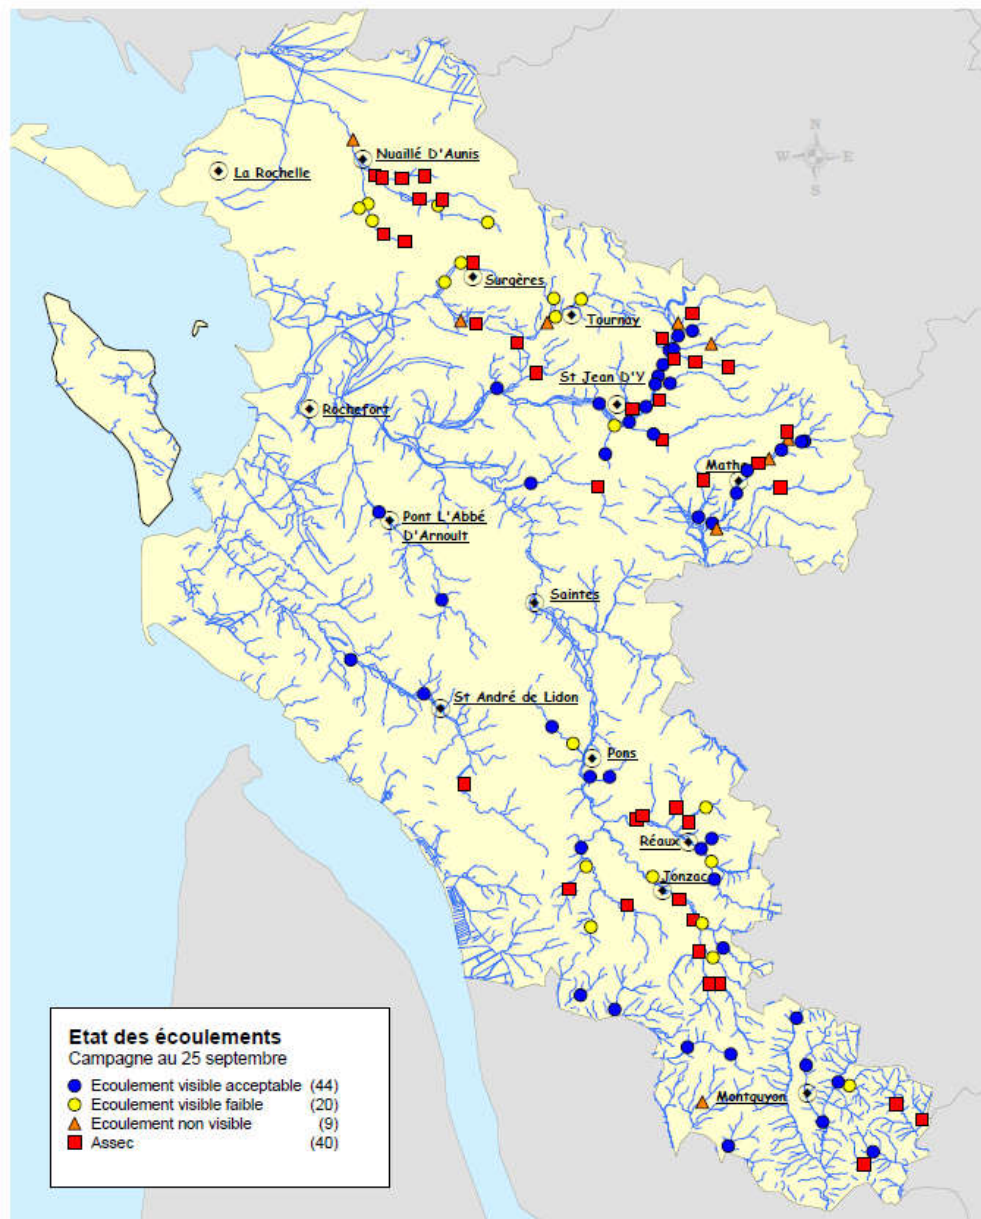 N
W E
S
Nuaillé D'Aunis
La Rochelle
Surgères
Tournay
St Jean D'Y
Rochefort
Matha
Pont L'Abbé
D'Arnoult
Saintes
St André de Lidon
Pons
Réaux
Jonzac
Montguyon
Etat des écoulements
Campagne au 25 septembre
Ecoulement visible acceptable (44)
Ecoulement visible faible (20)
Ecoulement non visible (9)
Assec (40)